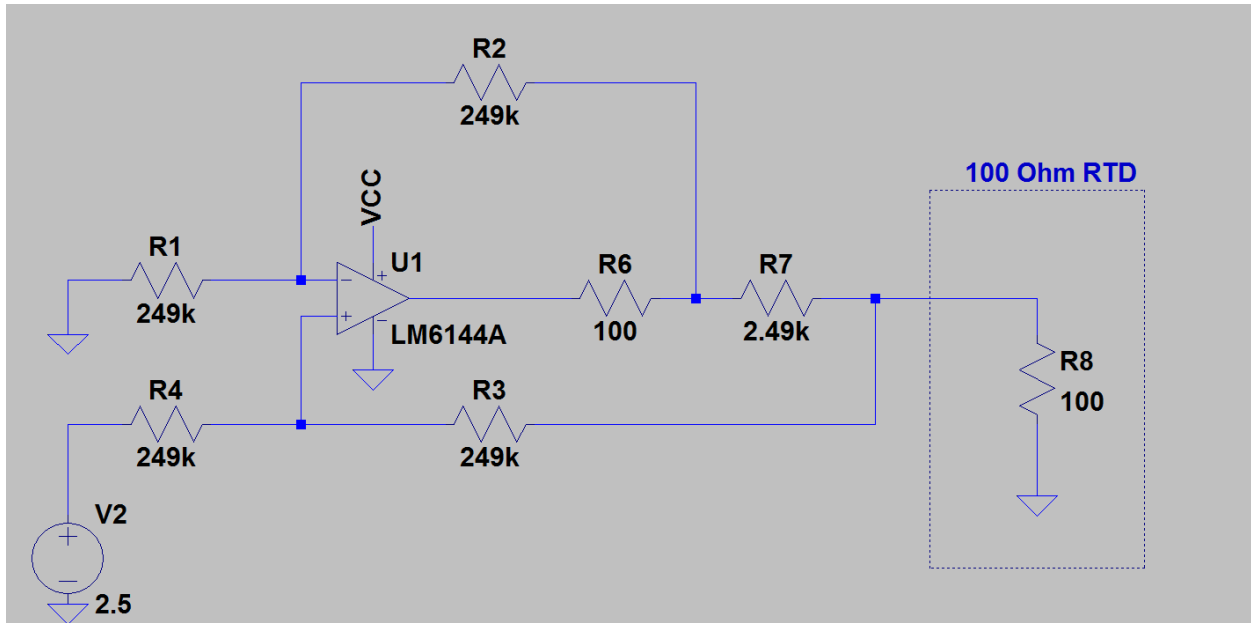 R2
249k
100 Ohm RTD
VCC
R1
249k
U1
LM6144A
R6
100
R7
2.49k
R8
100
R4
249k
R3
249k
V2
2.5